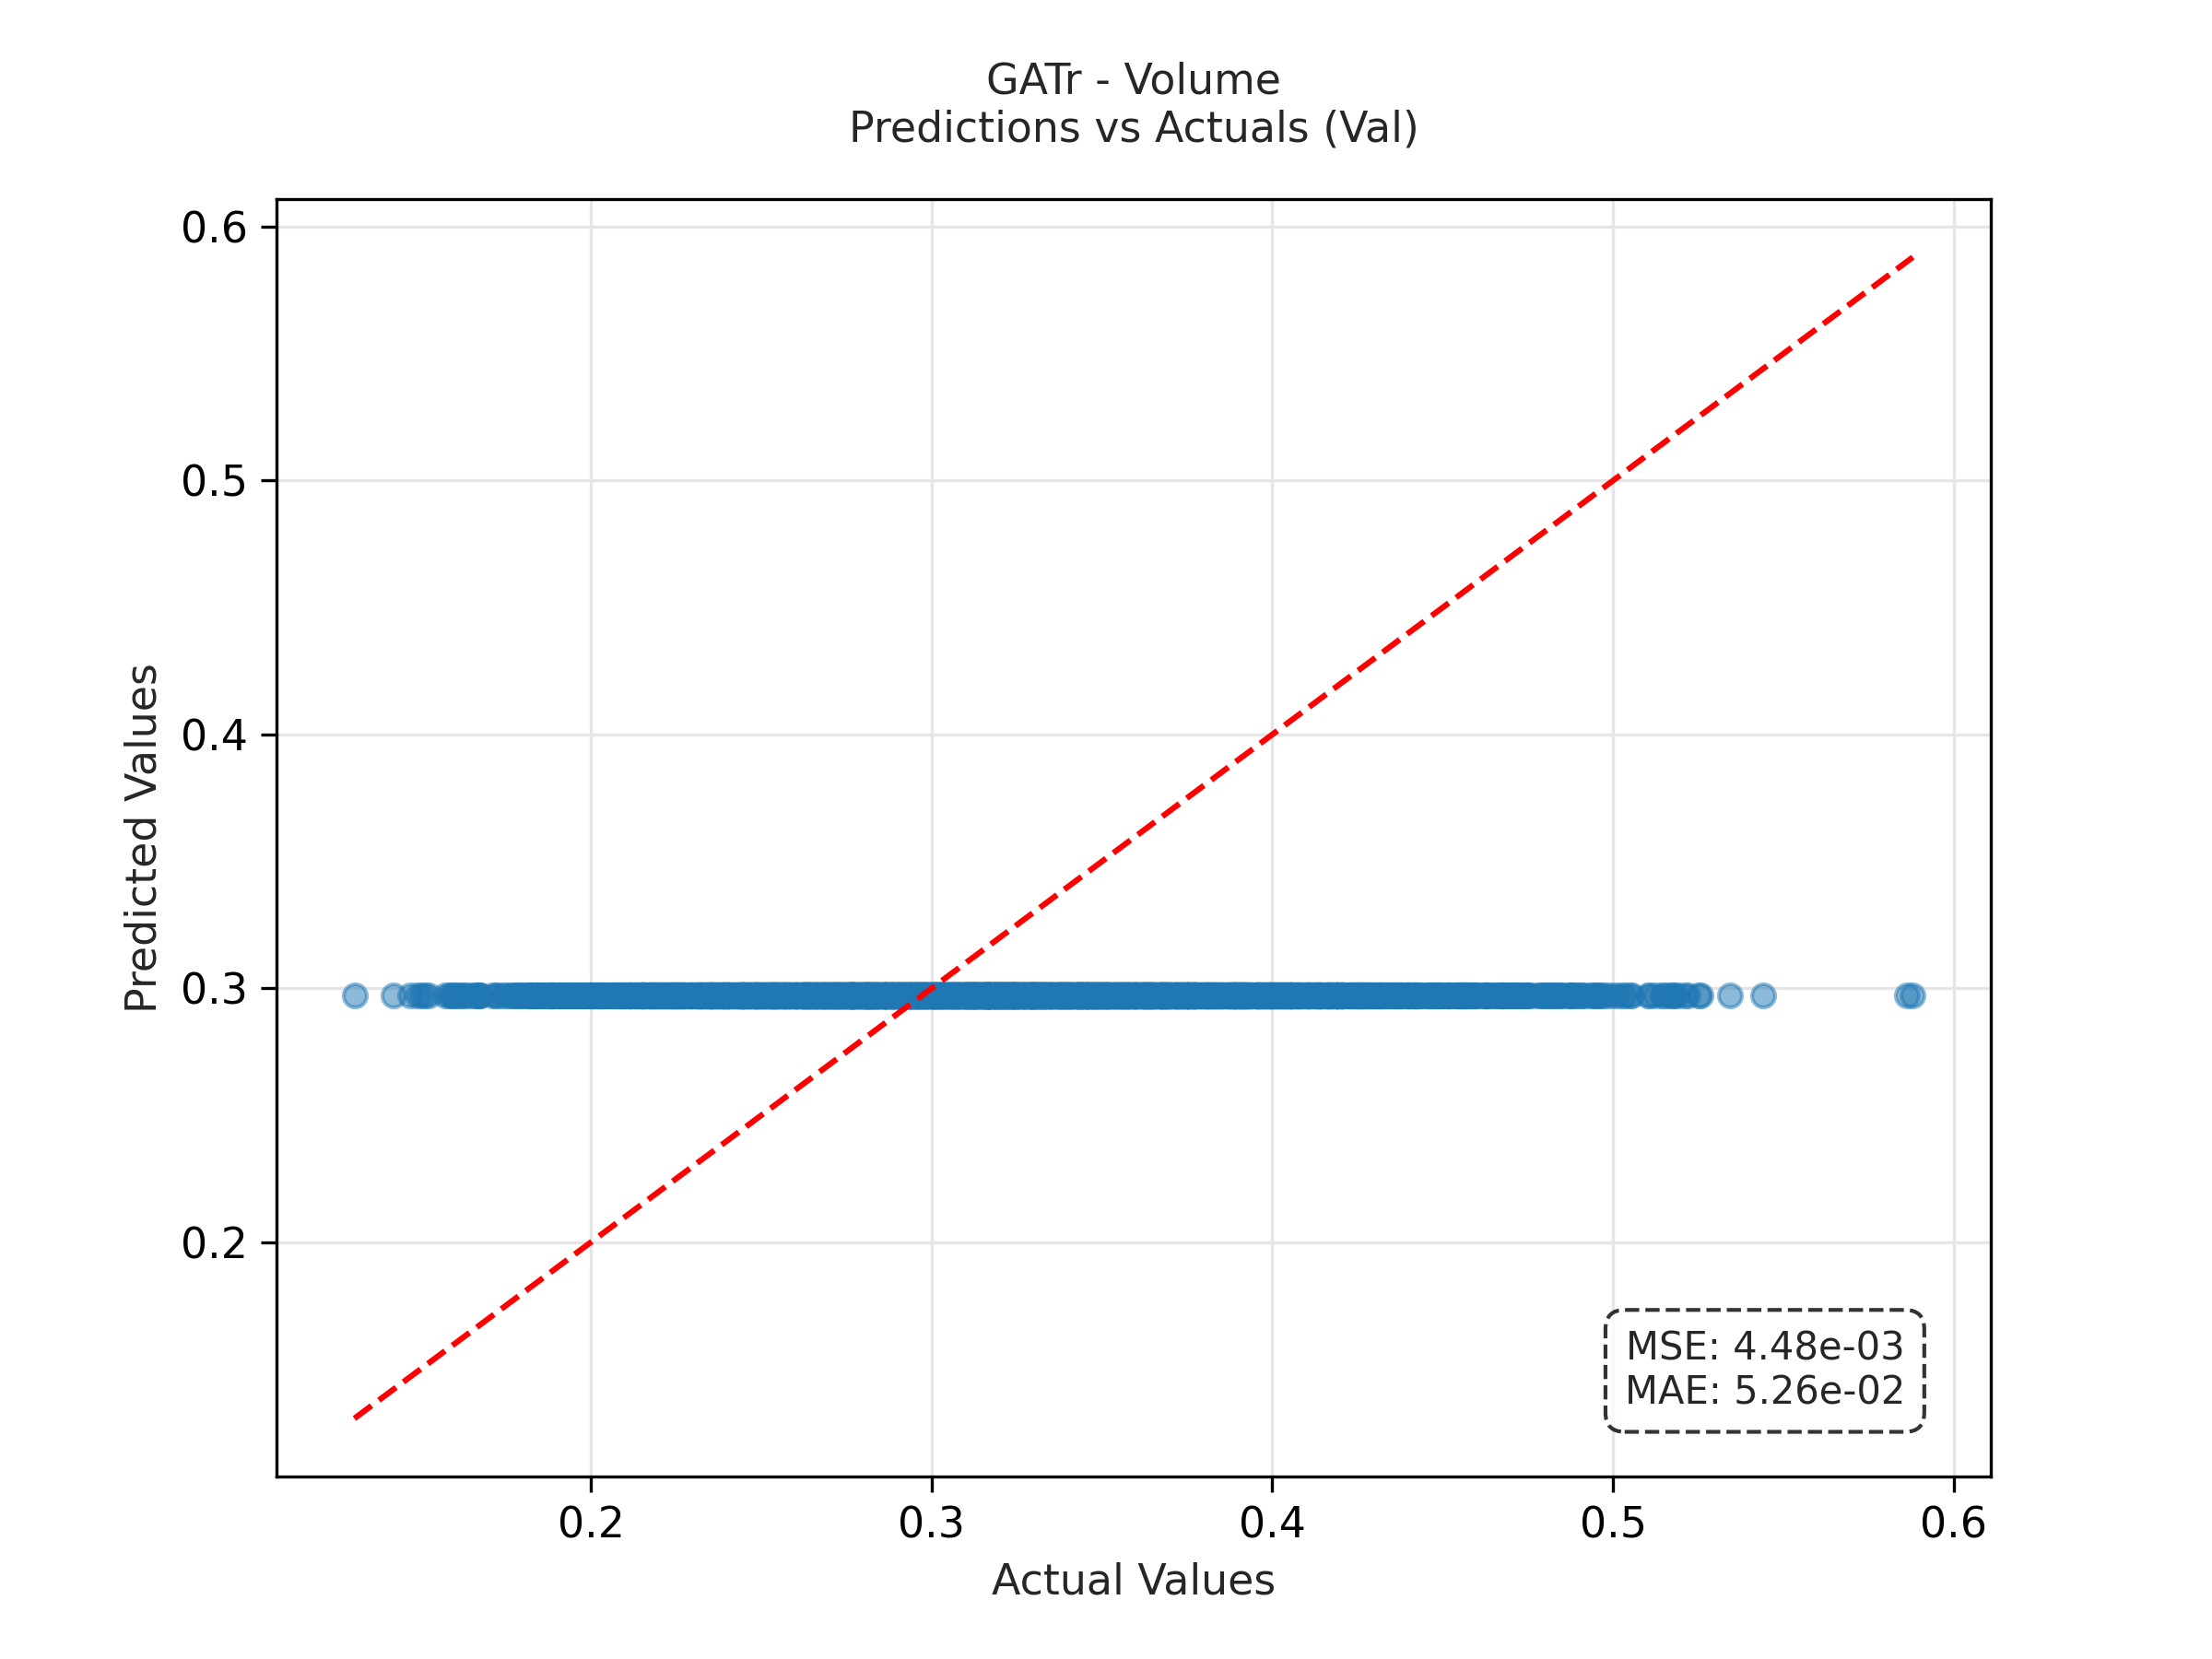 GATr - Volume
Predictions vs Actuals (Val)
0.6
0.5
0.4
0.3
0.2
Predicted Values
MSE: 4.48e-03
MAE: 5.26e-02
0.2
0.3
0.4
0.5
0.6
Actual Values